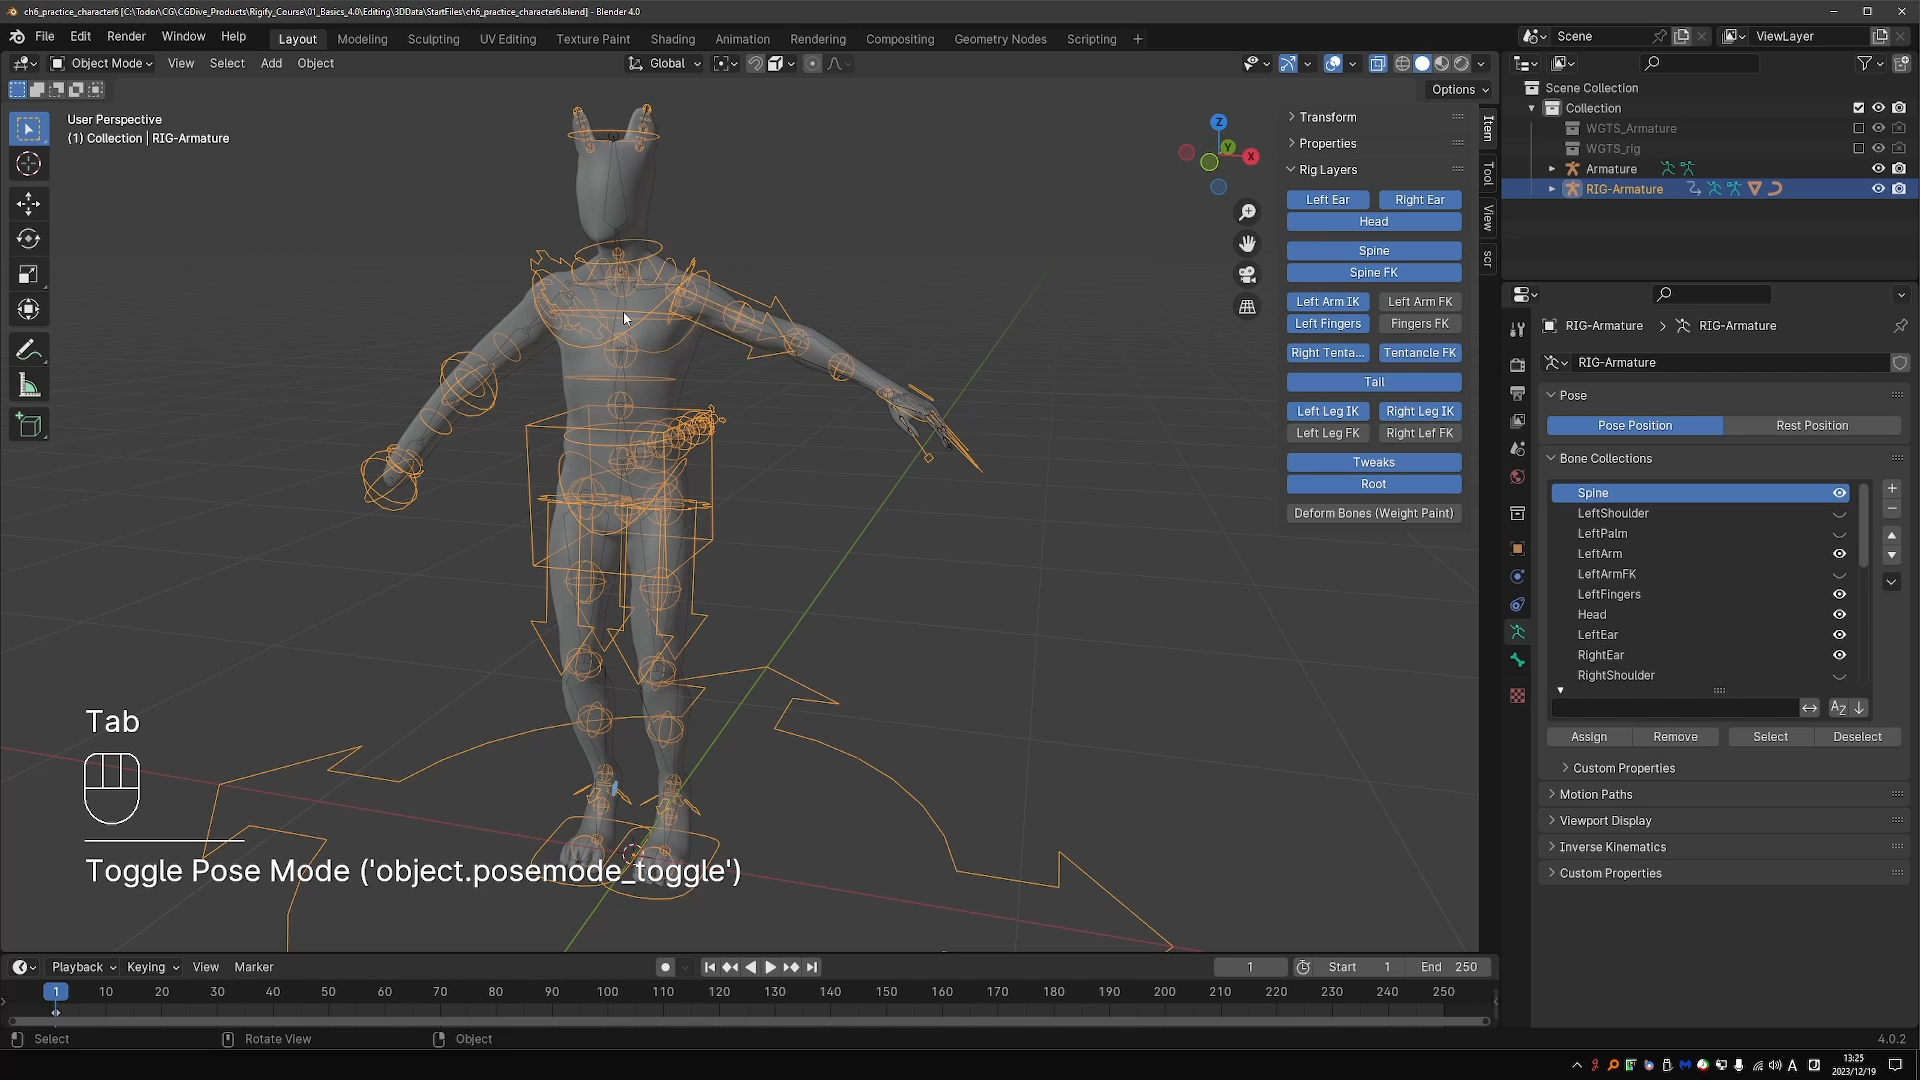 ch6_practice_character6 [C:\Todor\CG\CGDive_Products\Rigify_Course\01_Basics_4.0\Editing\3DData\StartFiles\ch6_practice_character6.blend] - Blender 4.0
File Edit Render Window Help
Layout Modeling Sculpting UV Editing Texture Paint Shading Animation Rendering Compositing Geometry Nodes Scripting +
Scene
ViewLayer
Object Mode View Select Add Object
Global
Options
User Perspective
(1) Collection | RIG-Armature
Z
Y
X
Transform
Properties
Rig Layers
Left Ear Right Ear
Head
Spine
Spine FK
Left Arm IK Left Arm FK
Left Fingers Fingers FK
Right Tenta... Tentancle FK
Tail
Left Leg IK Right Leg IK
Left Leg FK Right Lef FK
Tweaks
Root
Deform Bones (Weight Paint)
Item
Tool
View
scr
Scene Collection
Collection
WGTS_Armature
WGTS_rig
Armature
RIG-Armature
RIG-Armature > RIG-Armature
RIG-Armature
Pose
Pose Position Rest Position
Bone Collections
Spine
LeftShoulder
LeftPalm
LeftArm
LeftArmFK
LeftFingers
Head
LeftEar
RightEar
RightShoulder
Assign Remove Select Deselect
Custom Properties
Motion Paths
Viewport Display
Inverse Kinematics
Custom Properties
Tab
Toggle Pose Mode ('object.posemode_toggle')
Playback Keying View Marker
1 Start 1 End 250
1 10 20 30 40 50 60 70 80 90 100 110 120 130 140 150 160 170 180 190 200 210 220 230 240 250
Select Rotate View Object
4.0.2
A
13:25
2023/12/19